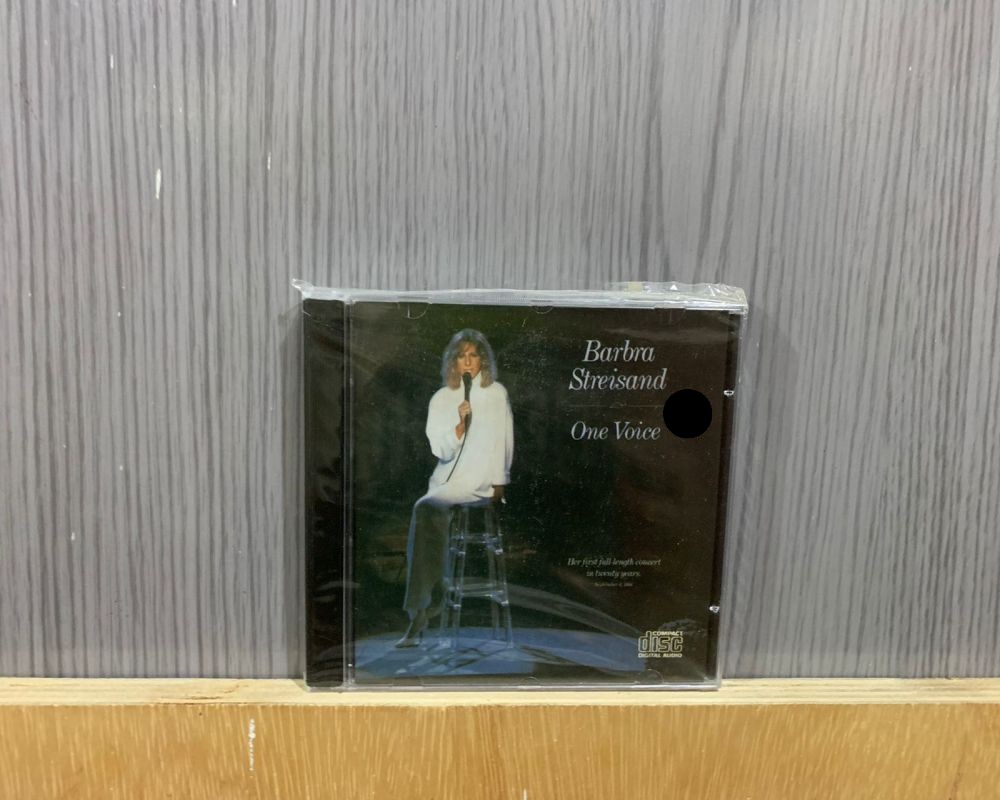 Barbra
Streisand
One Voice
Her first full-length concert
in twenty years.
COMPACT
disc
DIGITAL AUDIO